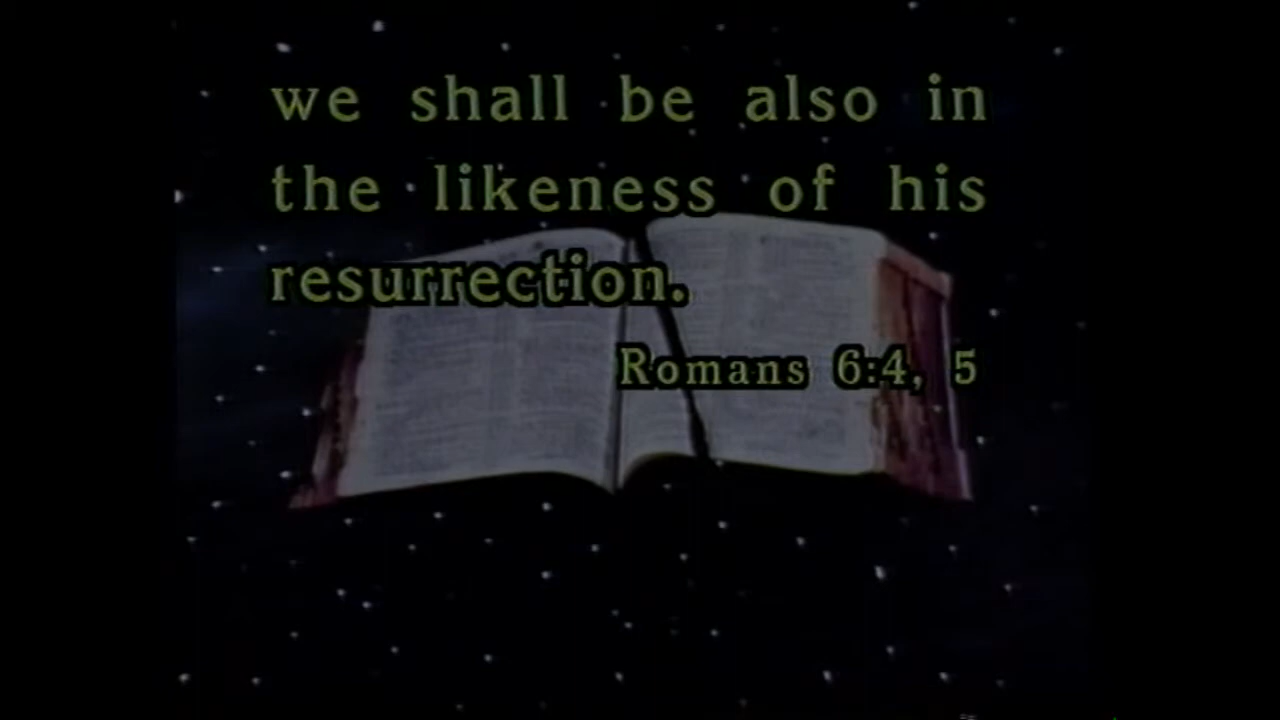 we shall be also in
the likeness of his
resurrection.
Romans 6:4, 5